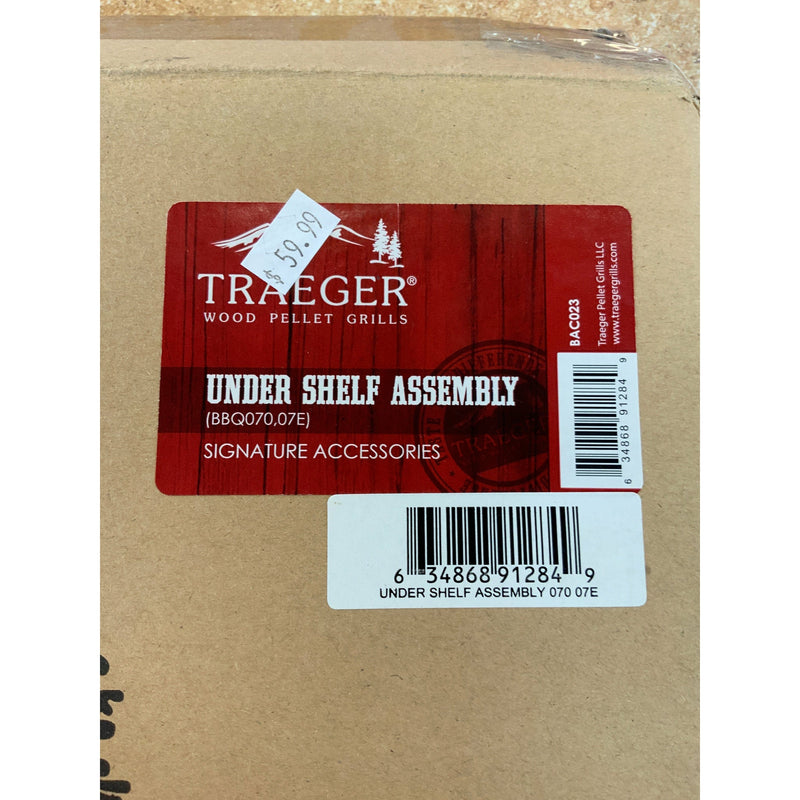 $ 59.99
TRAEGER®
WOOD PELLET GRILLS
UNDER SHELF ASSEMBLY
(BBQ070,07E)
SIGNATURE ACCESSORIES
TRAEGER
BAC023
Traeger Pellet Grills LLC
www.traegergrills.com
6 34868 91284 9
6 34868 91284 9
UNDER SHELF ASSEMBLY 070 07E